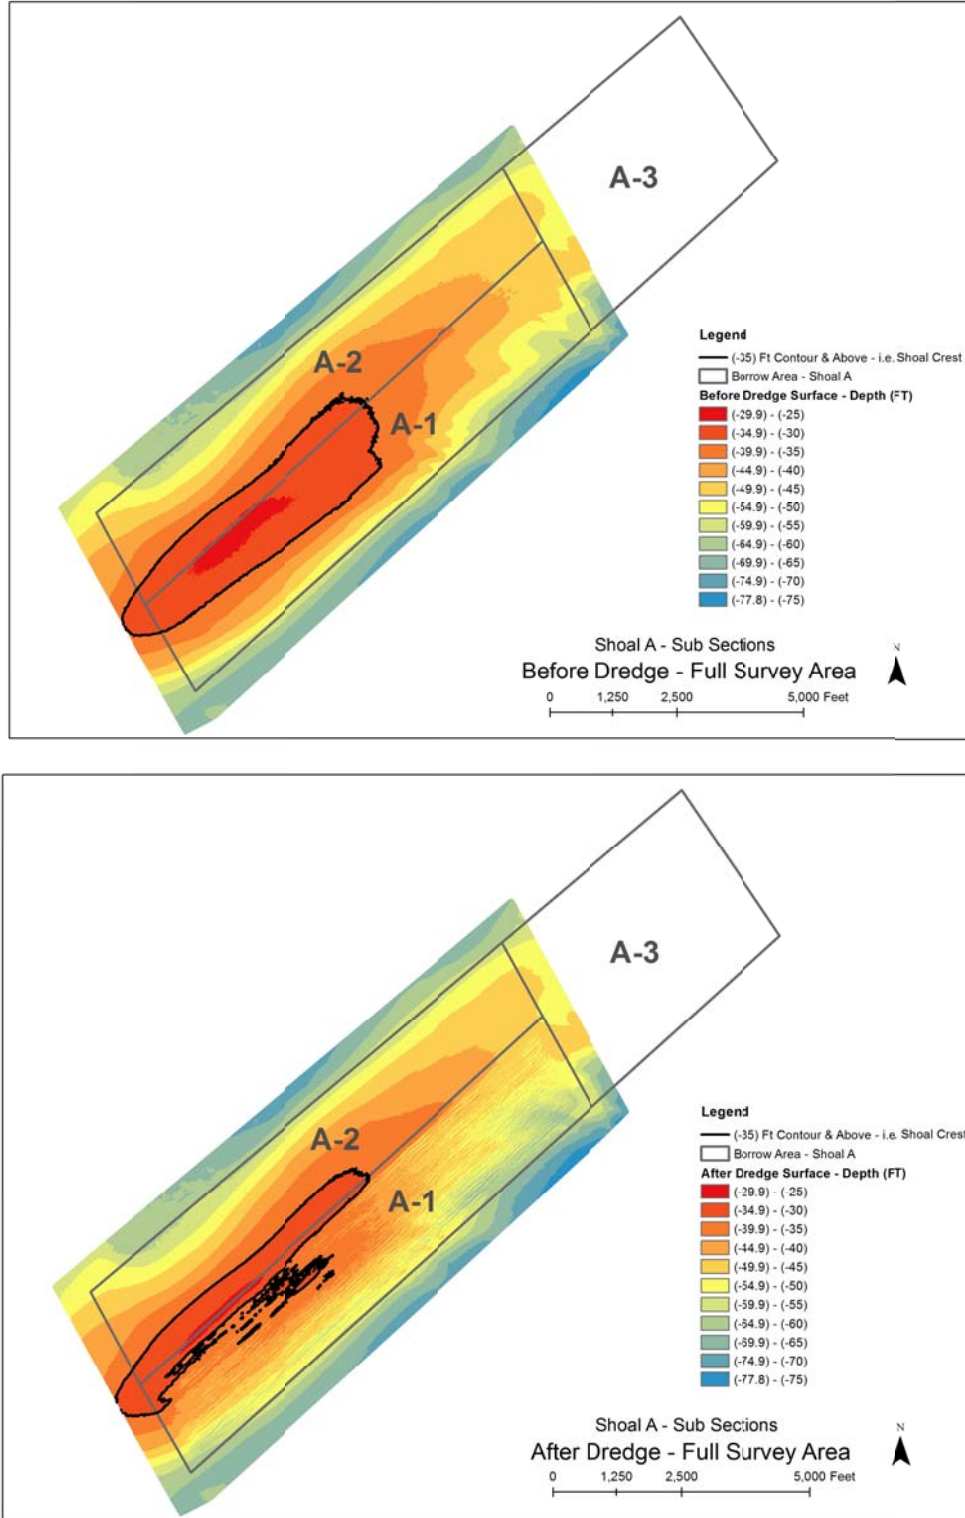 A-3
A-2
A-1
Legend
(-35) Ft Contour & Above - i.e. Shoal Crest
Borrow Area - Shoal A
Before Dredge Surface - Depth (FT)
(-29.9) - (-25)
(-34.9) - (-30)
(-39.9) - (-35)
(-44.9) - (-40)
(-49.9) - (-45)
(-54.9) - (-50)
(-59.9) - (-55)
(-64.9) - (-60)
(-69.9) - (-65)
(-74.9) - (-70)
(-77.8) - (-75)
Shoal A - Sub Sections
Before Dredge - Full Survey Area
N
0 1,250 2,500 5,000 Feet
A-3
A-2
A-1
Legend
(-35) Ft Contour & Above - i.e. Shoal Crest
Borrow Area - Shoal A
After Dredge Surface - Depth (FT)
(-29.9) - (-25)
(-34.9) - (-30)
(-39.9) - (-35)
(-44.9) - (-40)
(-49.9) - (-45)
(-54.9) - (-50)
(-59.9) - (-55)
(-64.9) - (-60)
(-69.9) - (-65)
(-74.9) - (-70)
(-77.8) - (-75)
Shoal A - Sub Sections
After Dredge - Full Survey Area
N
0 1,250 2,500 5,000 Feet